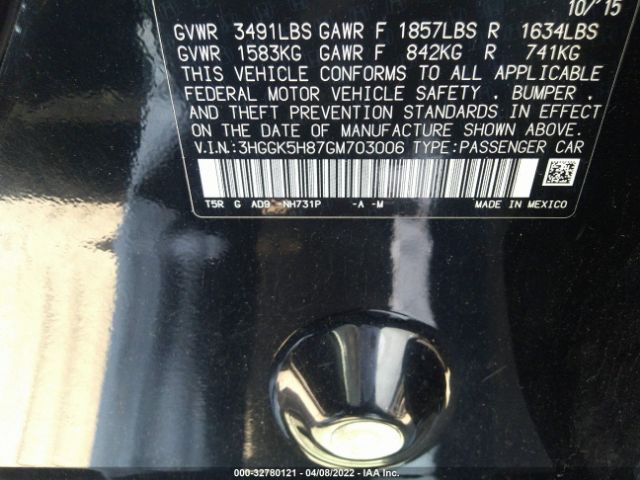 10/'15
GVWR 3491LBS GAWR F 1857LBS R 1634LBS
GVWR 1583KG GAWR F 842KG R 741KG
THIS VEHICLE CONFORMS TO ALL APPLICABLE
FEDERAL MOTOR VEHICLE SAFETY . BUMPER .
AND THEFT PREVENTION STANDARDS IN EFFECT
ON THE DATE OF MANUFACTURE SHOWN ABOVE.
V.I.N.:3HGGK5H87GM703006 TYPE:PASSENGER CAR
T5R G AD9 -NH731P -A -M MADE IN MEXICO
000-32780121 - 04/08/2022 - IAA Inc.